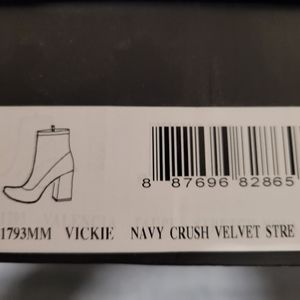 8 87696 82865
1793MM VICKIE NAVY CRUSH VELVET STRE